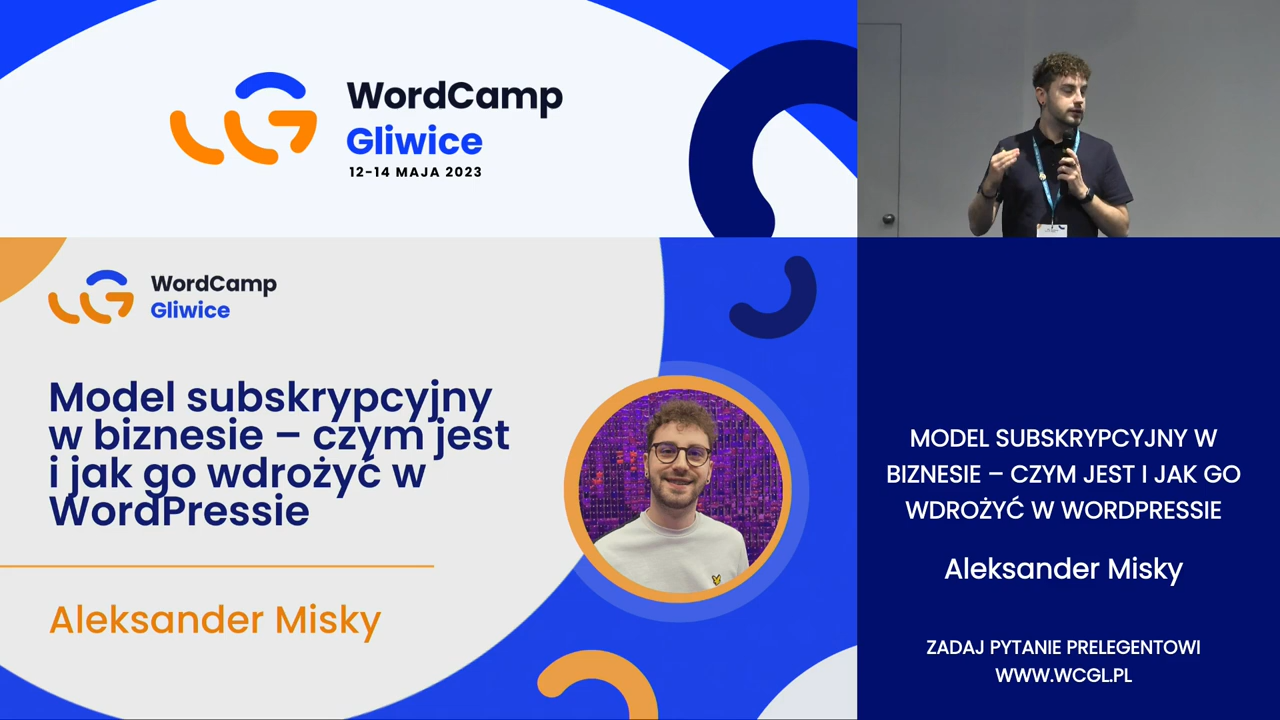 WordCamp
Gliwice
12-14 MAJA 2023
WordCamp
Gliwice
Model subskrypcyjny
w biznesie – czym jest
i jak go wdrożyć w
WordPressie
Aleksander Misky
MODEL SUBSKRYPCYJNY W
BIZNESIE – CZYM JEST I JAK GO
WDROŻYĆ W WORDPRESSIE
Aleksander Misky
ZADAJ PYTANIE PRELEGENTOWI
WWW.WCGL.PL